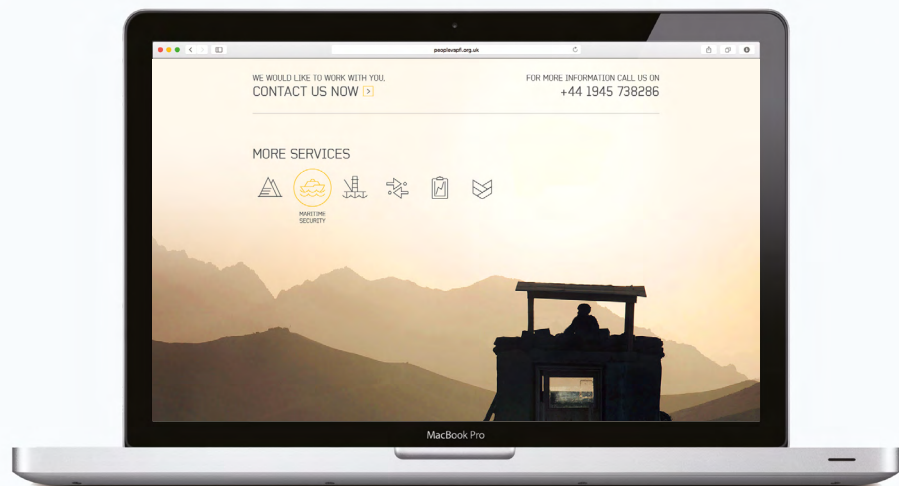 peoplevspfi.org.uk
WE WOULD LIKE TO WORK WITH YOU.
CONTACT US NOW >
FOR MORE INFORMATION CALL US ON
+44 1945 738286
MORE SERVICES
MARITIME
SECURITY
MacBook Pro